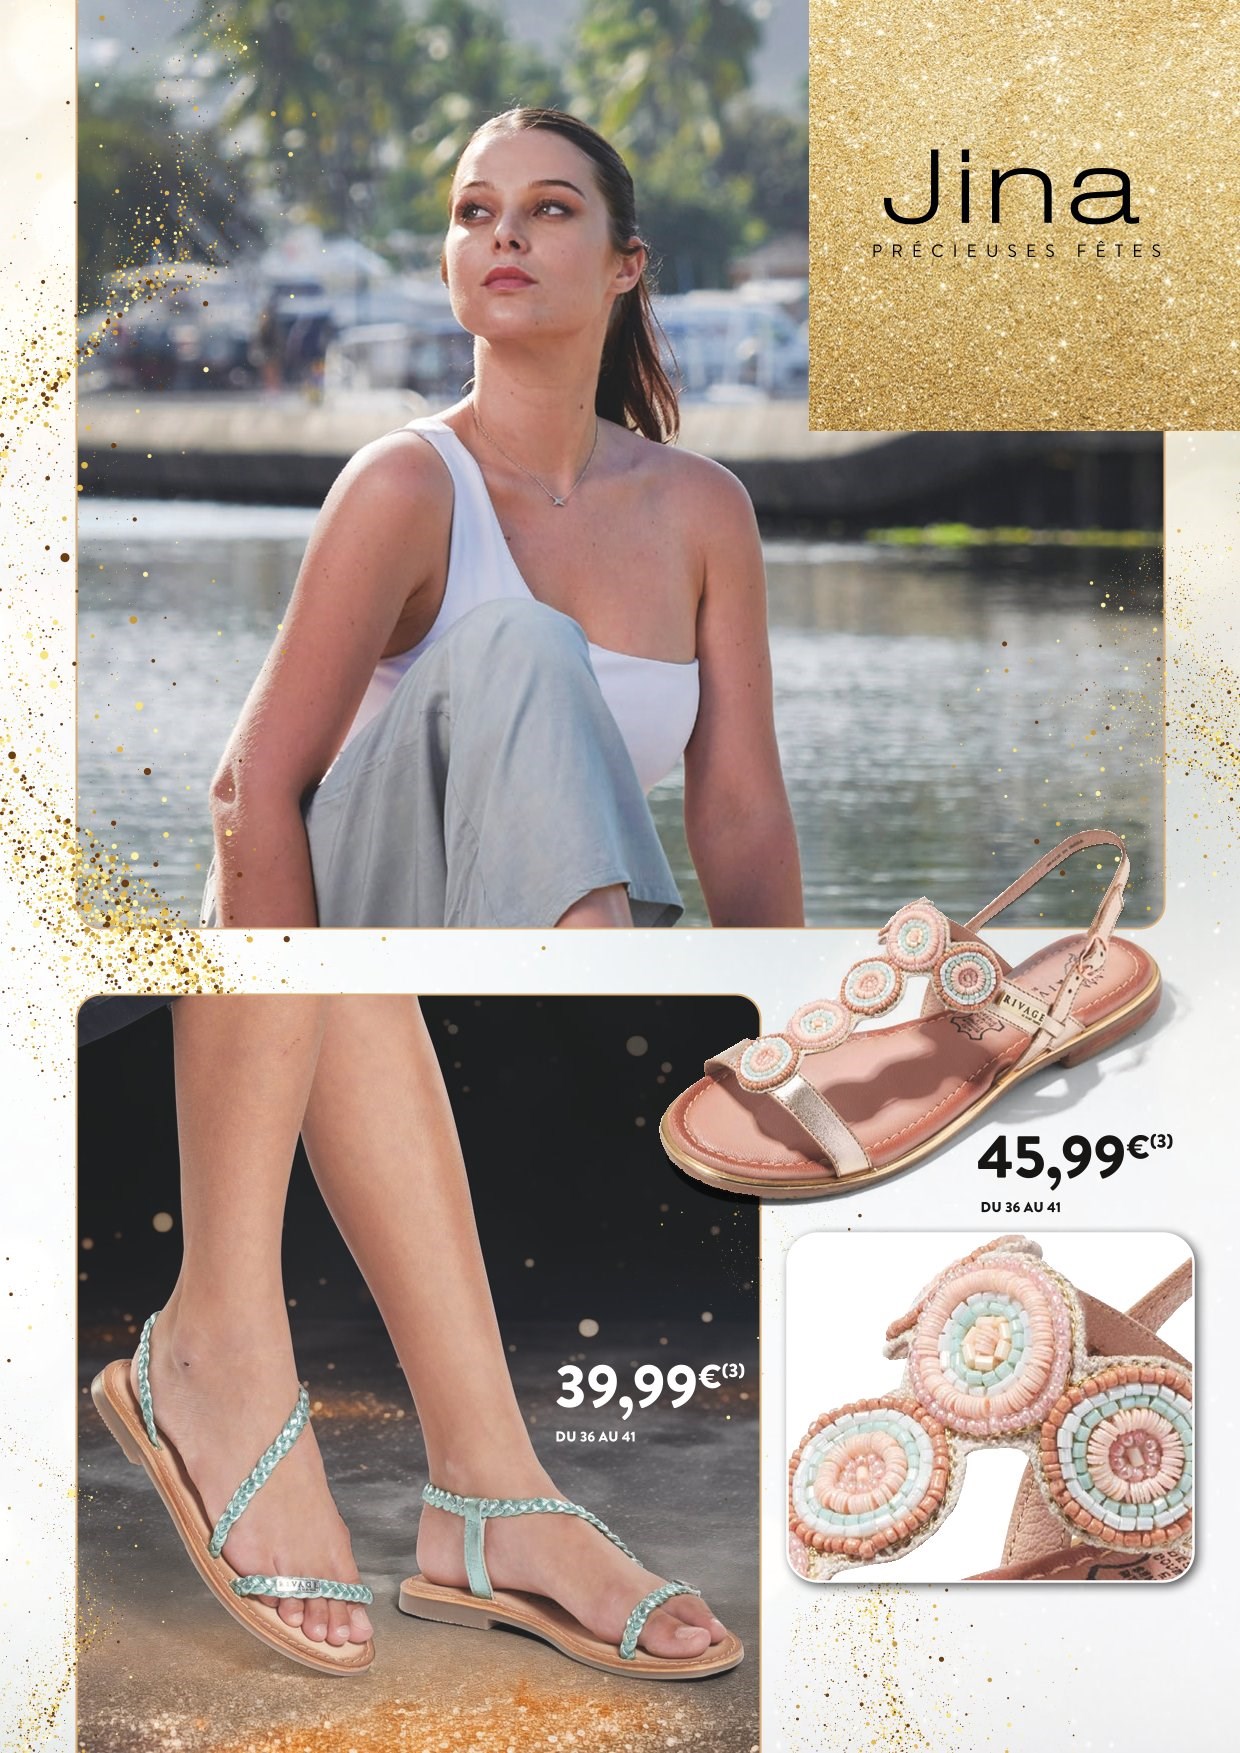 Jina
PRÉCIEUSES FÊTES
RIVAGE
45,99€(3)
DU 36 AU 41
39,99€(3)
DU 36 AU 41
RIVAGE